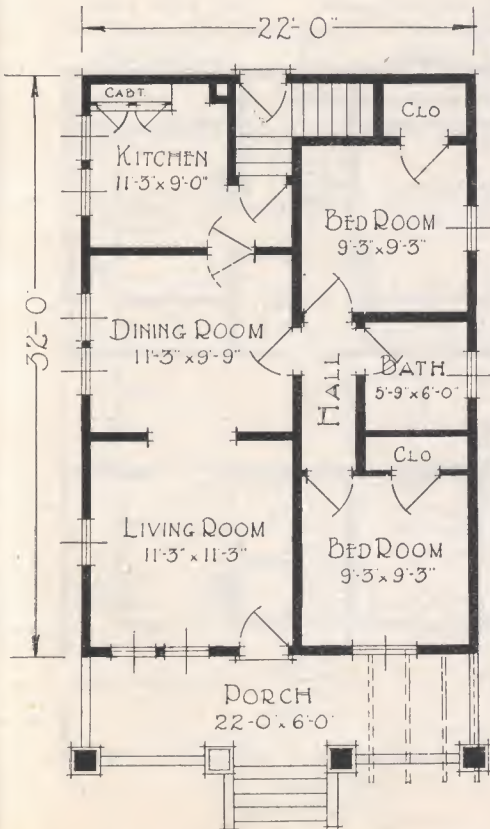 22'-0"
CABT.
CLO
KITCHEN
11'-3" x 9'-0"
BED ROOM
9'-3" x 9'-3"
32'-0"
DINING ROOM
11'-3" x 9'-9"
HALL
BATH
5'-9" x 6'-0"
CLO
LIVING ROOM
11'-3" x 11'-3"
BED ROOM
9'-3" x 9'-3"
PORCH
22'-0" x 6'-0"